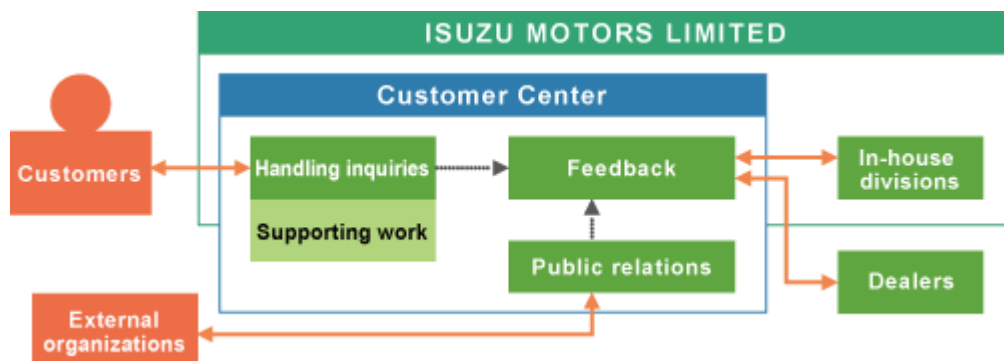 ISUZU MOTORS LIMITED
Customer Center
Customers
Handling inquiries
Feedback
In-house
divisions
Supporting work
Public relations
Dealers
External
organizations